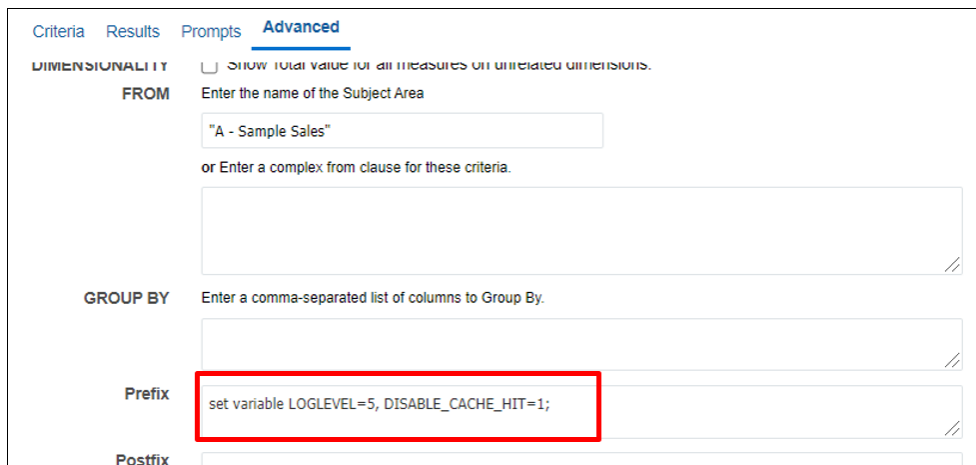 Criteria Results Prompts Advanced
DIMENSIONALITY Show Total value for all measures on unrelated dimensions.
FROM Enter the name of the Subject Area
"A - Sample Sales"
or Enter a complex from clause for these criteria.
GROUP BY Enter a comma-separated list of columns to Group By.
Prefix set variable LOGLEVEL=5, DISABLE_CACHE_HIT=1;
Postfix